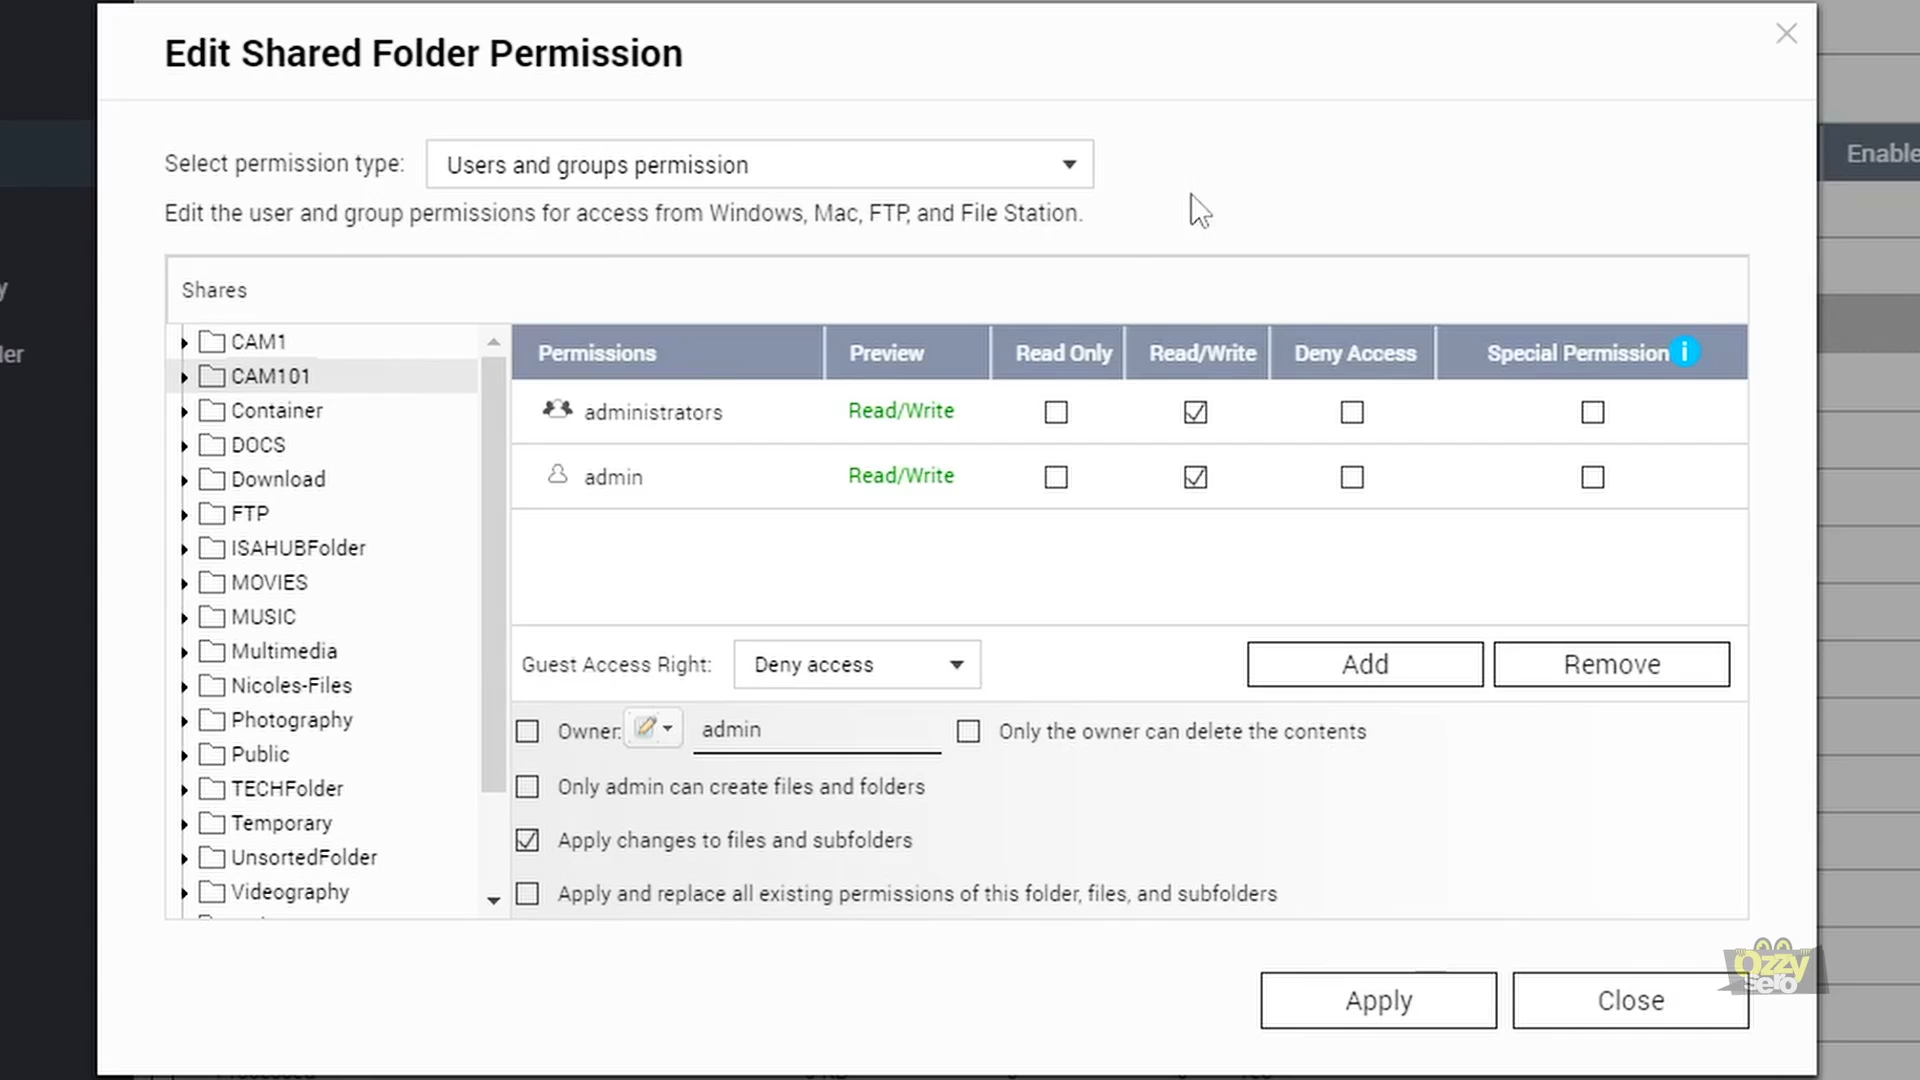 Edit Shared Folder Permission
Select permission type:
Users and groups permission
Edit the user and group permissions for access from Windows, Mac, FTP, and File Station.
Enable
y
ler
Shares
CAM1
CAM101
Container
DOCS
Download
FTP
ISAHUBFolder
MOVIES
MUSIC
Multimedia
Nicoles-Files
Photography
Public
TECHFolder
Temporary
UnsortedFolder
Videography
Permissions Preview Read Only Read/Write Deny Access Special Permission i
administrators Read/Write
admin Read/Write
Guest Access Right: Deny access Add Remove
Owner: admin Only the owner can delete the contents
Only admin can create files and folders
Apply changes to files and subfolders
Apply and replace all existing permissions of this folder, files, and subfolders
Apply Close
Ozzy
sero